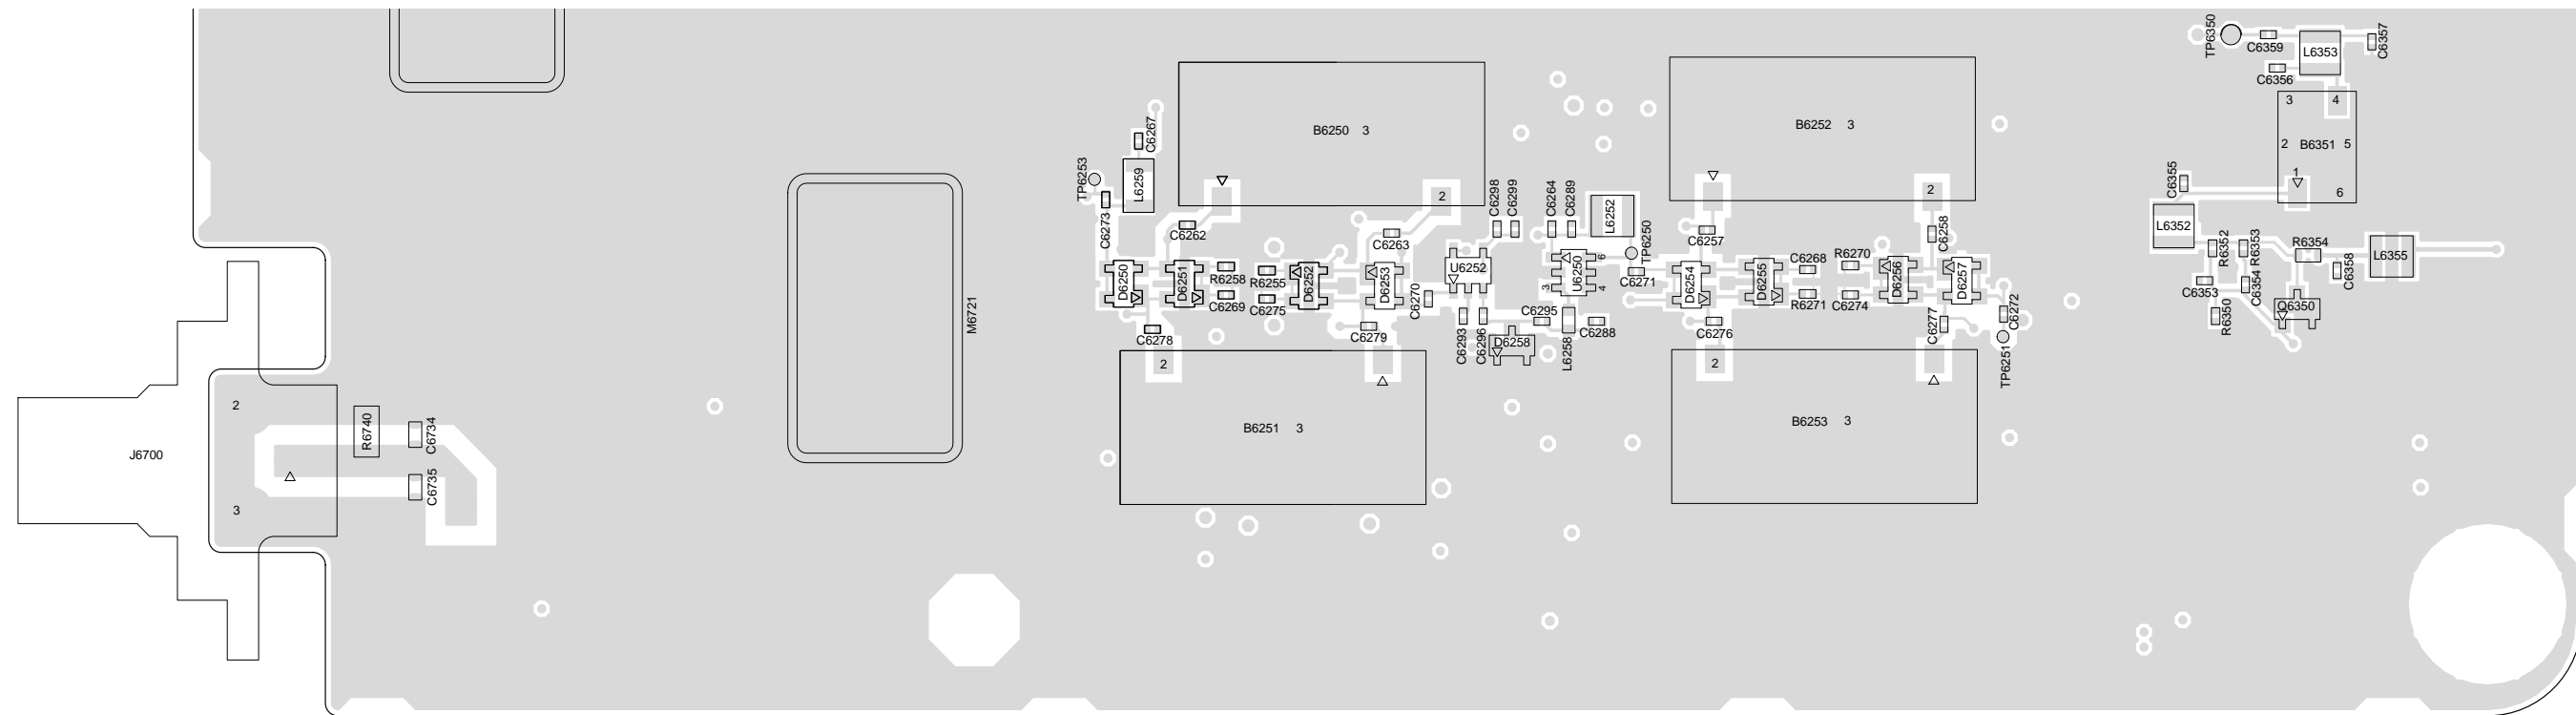 TP6350
C6359
L6353
C6357
C6356
3
4
2
B6351
5
1
6
B6250
3
B6252
3
C6267
TP6253
L6259
C6273
C6262
2
C6263
C6298
C6299
C6264
C6289
L6252
TP6250
2
C6257
C6258
C6355
L6352
R6352
R6353
R6354
L6355
D6250
D6251
R6258
C6269
R6255
C6275
D6252
D6253
C6270
U6252
6
U6250
3
4
C6271
D6254
D6255
C6268
R6271
R6270
C6274
D6256
D6257
C6272
C6353
C6354
C6358
R6350
Q6350
M6721
C6278
C6279
C6293
C6296
C6295
D6258
L6258
C6288
C6276
C6277
TP6251
2
2
B6251
3
B6253
3
2
R6740
C6734
J6700
C6735
3